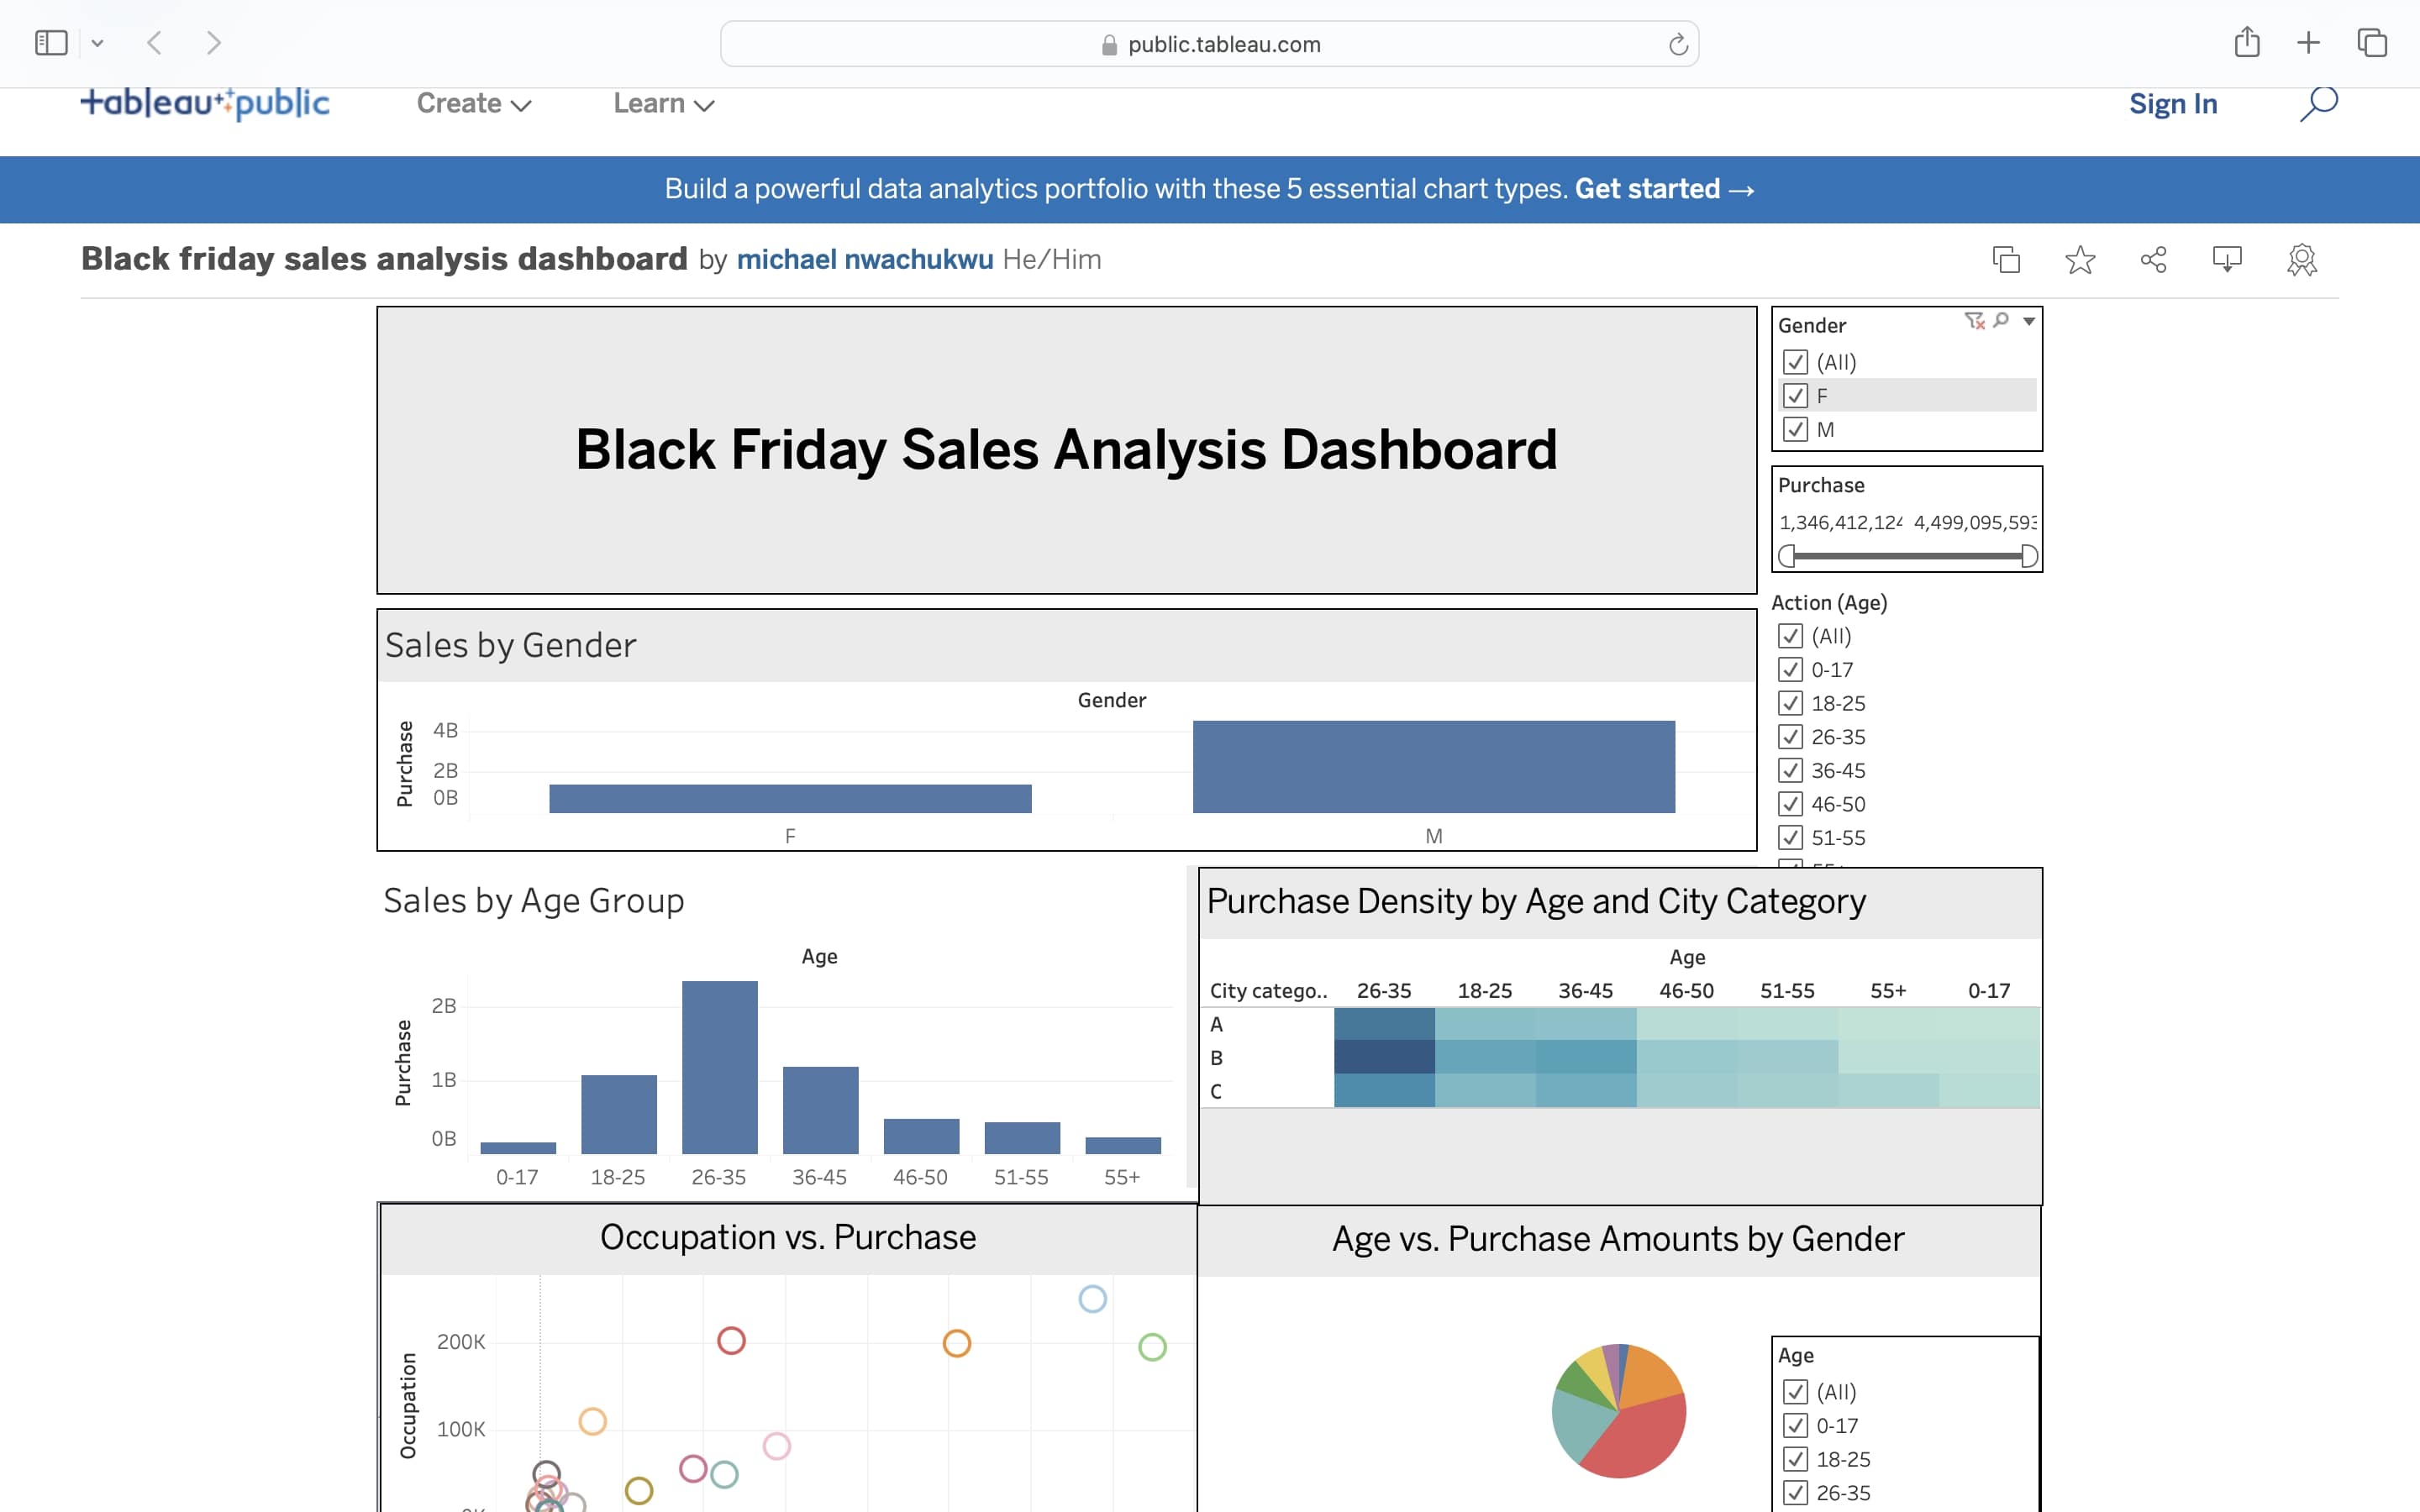 public.tableau.com
tableau public
Create
Learn
Sign In
Build a powerful data analytics portfolio with these 5 essential chart types. Get started →
Black friday sales analysis dashboard by michael nwachukwu He/Him
Black Friday Sales Analysis Dashboard
Gender
(All)
F
M
Purchase
1,346,412,124 4,499,095,593
Action (Age)
(All)
0-17
18-25
26-35
36-45
46-50
51-55
Sales by Gender
Gender
Purchase
4B
2B
0B
F
M
Sales by Age Group
Age
Purchase
2B
1B
0B
0-17 18-25 26-35 36-45 46-50 51-55 55+
Purchase Density by Age and City Category
Age
City catego.. 26-35 18-25 36-45 46-50 51-55 55+ 0-17
A
B
C
Occupation vs. Purchase
Occupation
200K
100K
Age vs. Purchase Amounts by Gender
Age
(All)
0-17
18-25
26-35